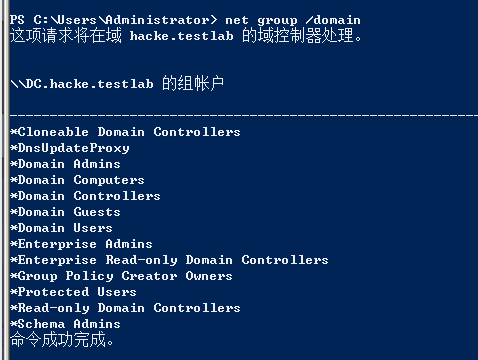 PS C:\Users\Administrator> net group /domain
这项请求将在域 hacke.testlab 的域控制器处理。
\\DC.hacke.testlab 的组帐户
-------------------------------------------------------------------------------
*Cloneable Domain Controllers
*DnsUpdateProxy
*Domain Admins
*Domain Computers
*Domain Controllers
*Domain Guests
*Domain Users
*Enterprise Admins
*Enterprise Read-only Domain Controllers
*Group Policy Creator Owners
*Protected Users
*Read-only Domain Controllers
*Schema Admins
命令成功完成。